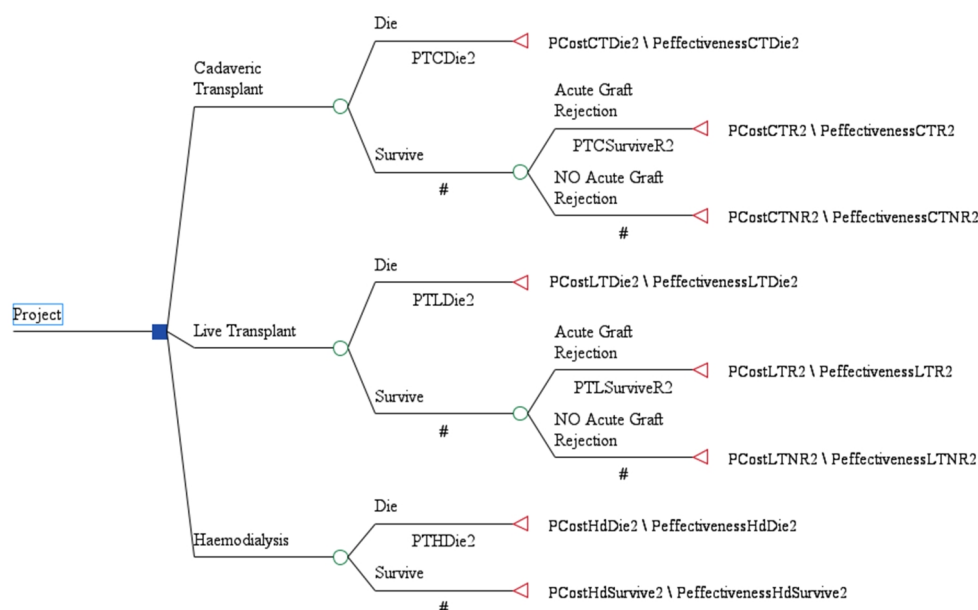 Die
PTCDie2
PCostCTDie2 \ PeffectivenessCTDie2
Cadaveric
Transplant
Acute Graft
Rejection
PTCSurviveR2
PCostCTR2 \ PeffectivenessCTR2
Survive
#
NO Acute Graft
Rejection
#
PCostCTNR2 \ PeffectivenessCTNR2
Project
Live Transplant
Die
PTLDie2
PCostLTDie2 \ PeffectivenessLTDie2
Acute Graft
Rejection
PTLSurviveR2
PCostLTR2 \ PeffectivenessLTR2
Survive
#
NO Acute Graft
Rejection
#
PCostLTNR2 \ PeffectivenessLTNR2
Haemodialysis
Die
PTHDie2
PCostHdDie2 \ PeffectivenessHdDie2
Survive
#
PCostHdSurvive2 \ PeffectivenessHdSurvive2